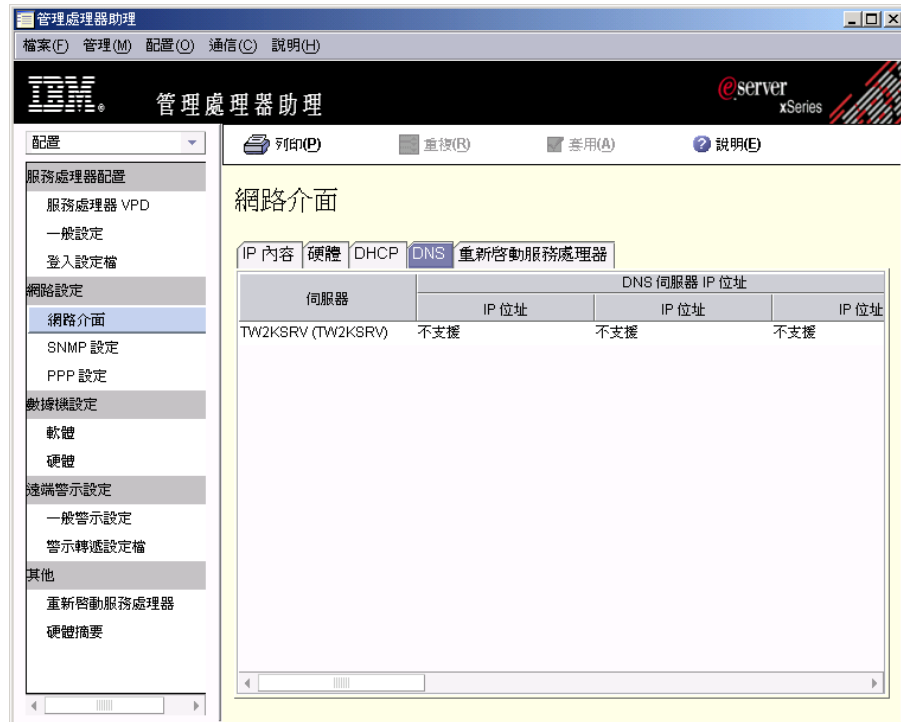 管理處理器助理
檔案(F) 管理(M) 配置(O) 通信(C) 說明(H)
IBM® 管理處理器助理
eserver
xSeries
配置
列印(P) 重複(R) 套用(A) 說明(E)
服務處理器配置
服務處理器 VPD
一般設定
登入設定檔
網路設定
網路介面
SNMP 設定
PPP 設定
數據機設定
軟體
硬體
遠端警示設定
一般警示設定
警示轉遞設定檔
其他
重新啓動服務處理器
硬體摘要
網路介面
IP 內容 硬體 DHCP DNS 重新啓動服務處理器
伺服器 DNS 伺服器 IP 位址
IP 位址 IP 位址 IP 位址
TW2KSRV (TW2KSRV) 不支援 不支援 不支援